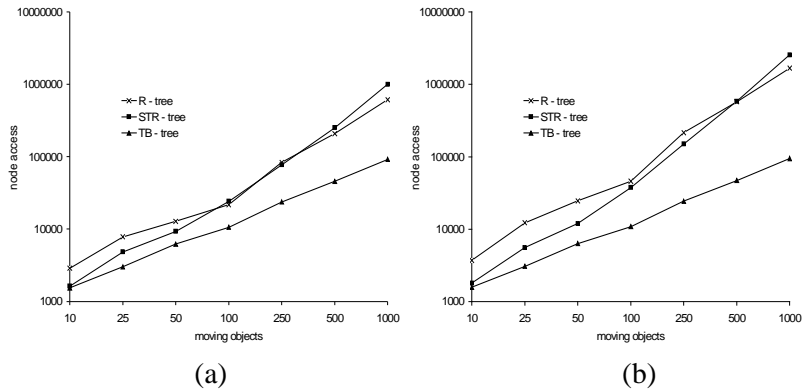 10000000
1000000
100000
10000
1000
node access
R - tree
STR - tree
TB - tree
10 25 50 100 250 500 1000
moving objects
(a)
10000000
1000000
100000
10000
1000
node access
R - tree
STR - tree
TB - tree
10 25 50 100 250 500 1000
moving objects
(b)